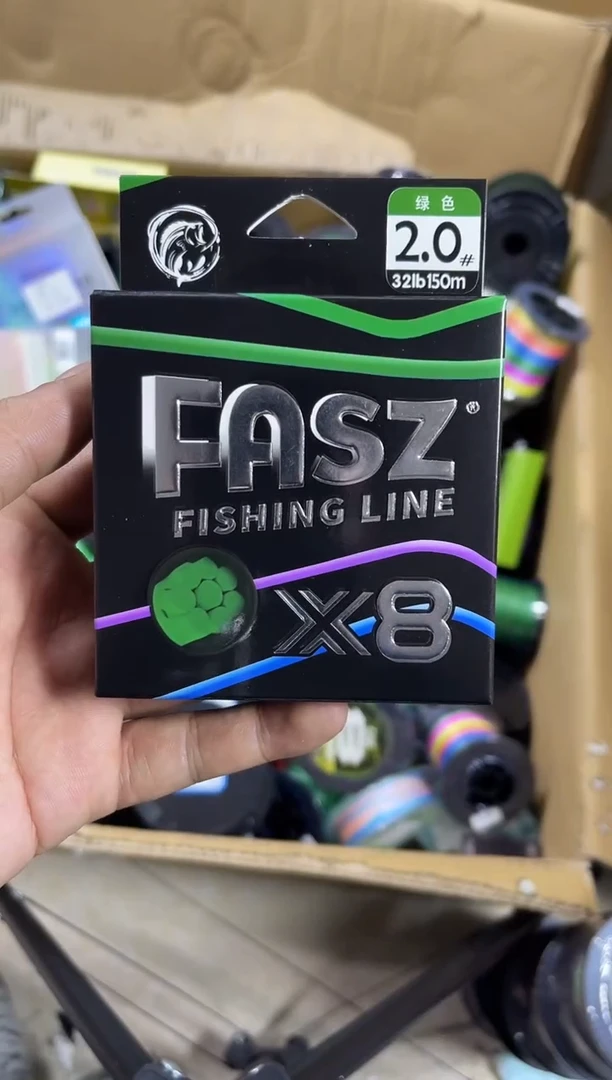 绿色
2.0#
32lb150m
FASZ®
FISHING LINE
X8